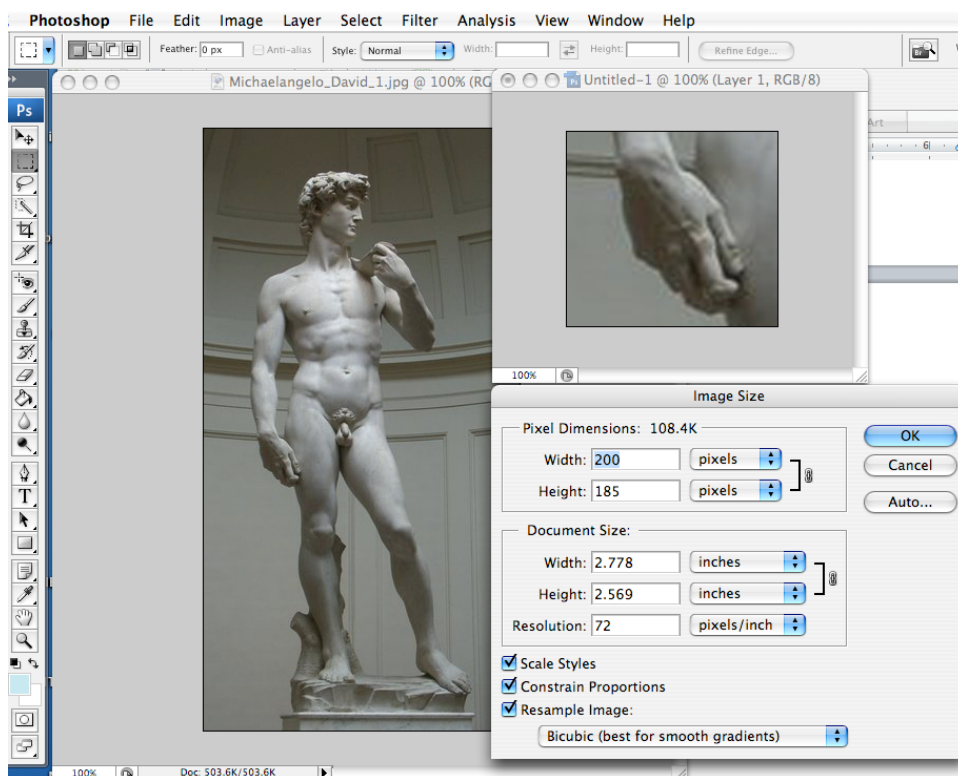 Photoshop File Edit Image Layer Select Filter Analysis View Window Help
Feather: 0 px Anti-alias Style: Normal Width: Height: Refine Edge...
Br
Michaelangelo_David_1.jpg @ 100% (RG
Untitled-1 @ 100% (Layer 1, RGB/8)
Ps
Art
6
100%
Image Size
Pixel Dimensions: 108.4K
Width: 200 pixels
Height: 185 pixels
OK
Cancel
Auto...
Document Size:
Width: 2.778 inches
Height: 2.569 inches
Resolution: 72 pixels/inch
Scale Styles
Constrain Proportions
Resample Image:
Bicubic (best for smooth gradients)
T
100% Doc: 503.6K/503.6K